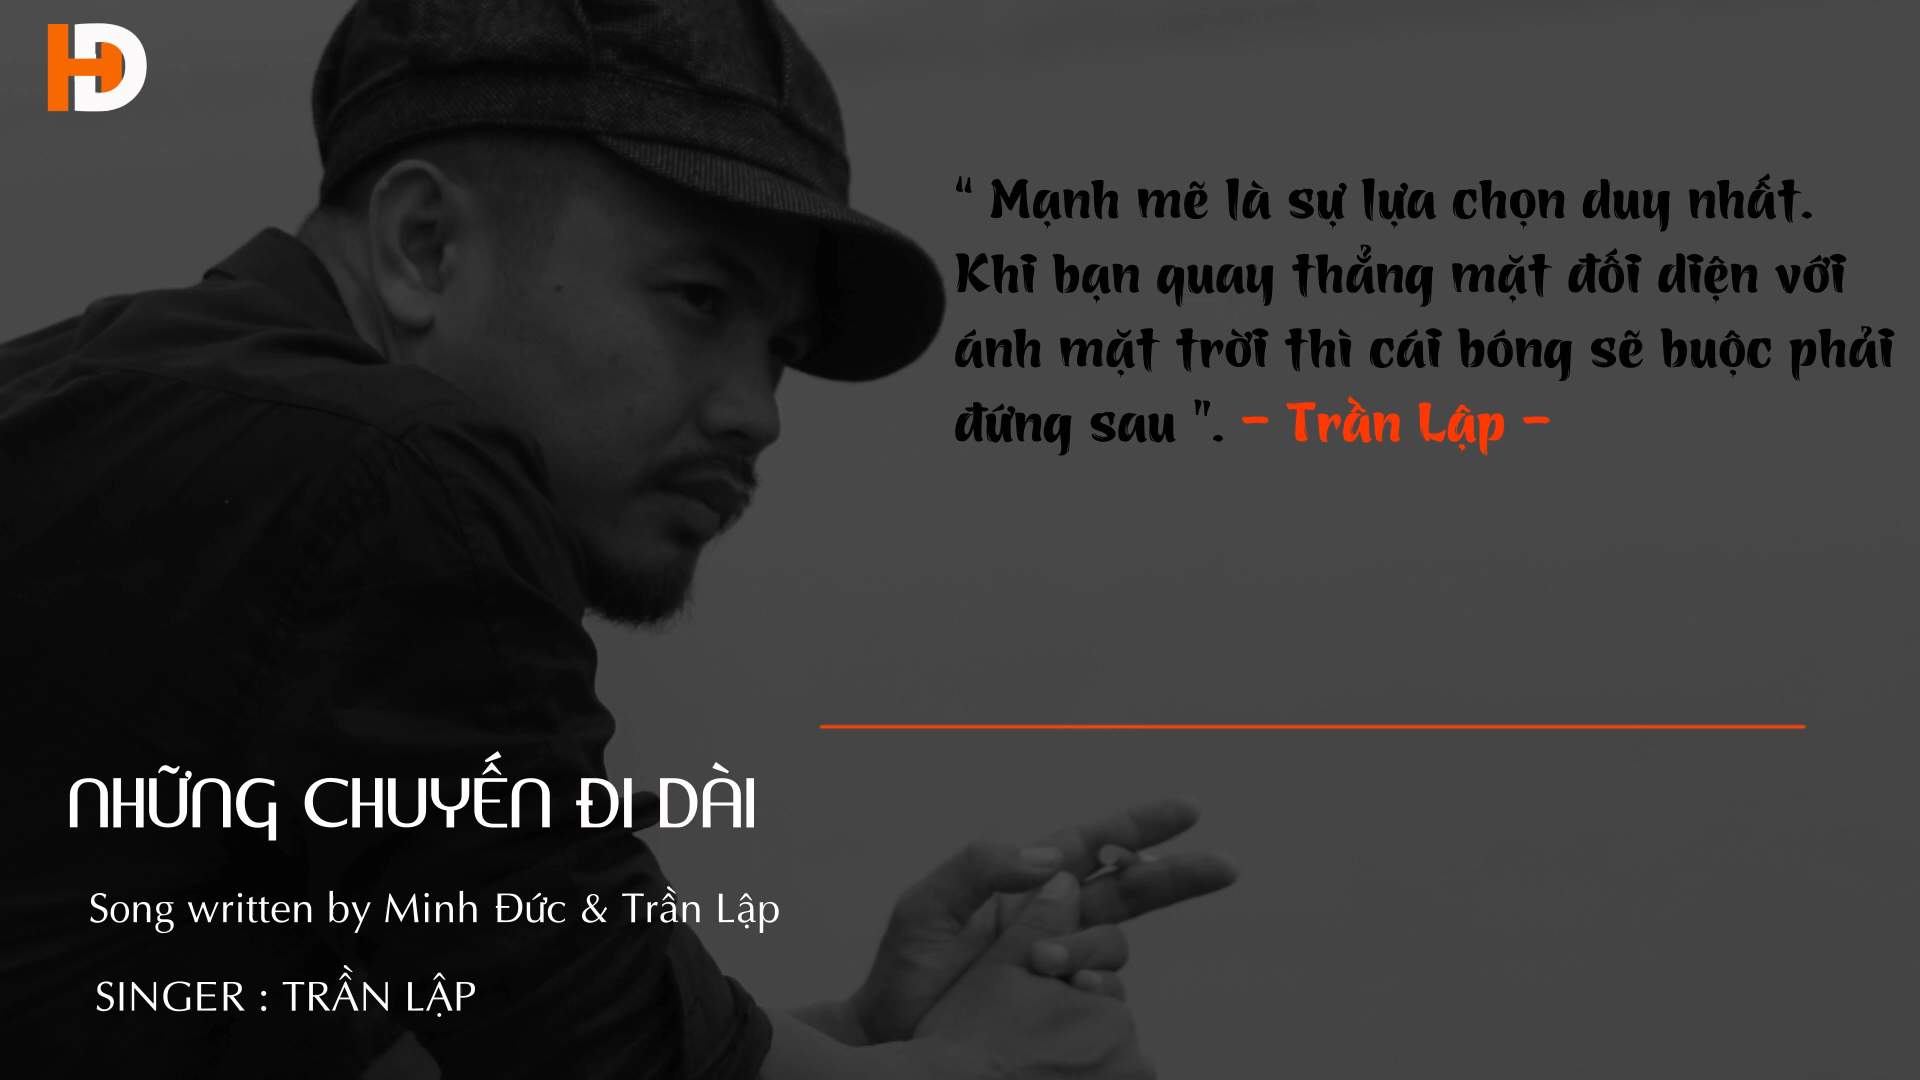 HD
“ Mạnh mẽ là sự lựa chọn duy nhất.
Khi bạn quay thẳng mặt đối diện với
ánh mặt trời thì cái bóng sẽ buộc phải
đứng sau ". - Trần Lập -
NHỮNG CHUYẾN ĐI DÀI
Song written by Minh Đức & Trần Lập
SINGER : TRẦN LẬP